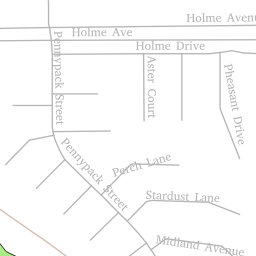 Holme Avenu
Holme Ave
Holme Drive
Pennypack Street
Aster Court
Pheasant Drive
Pennypack Street
Perch Lane
Stardust Lane
Midland Avenue